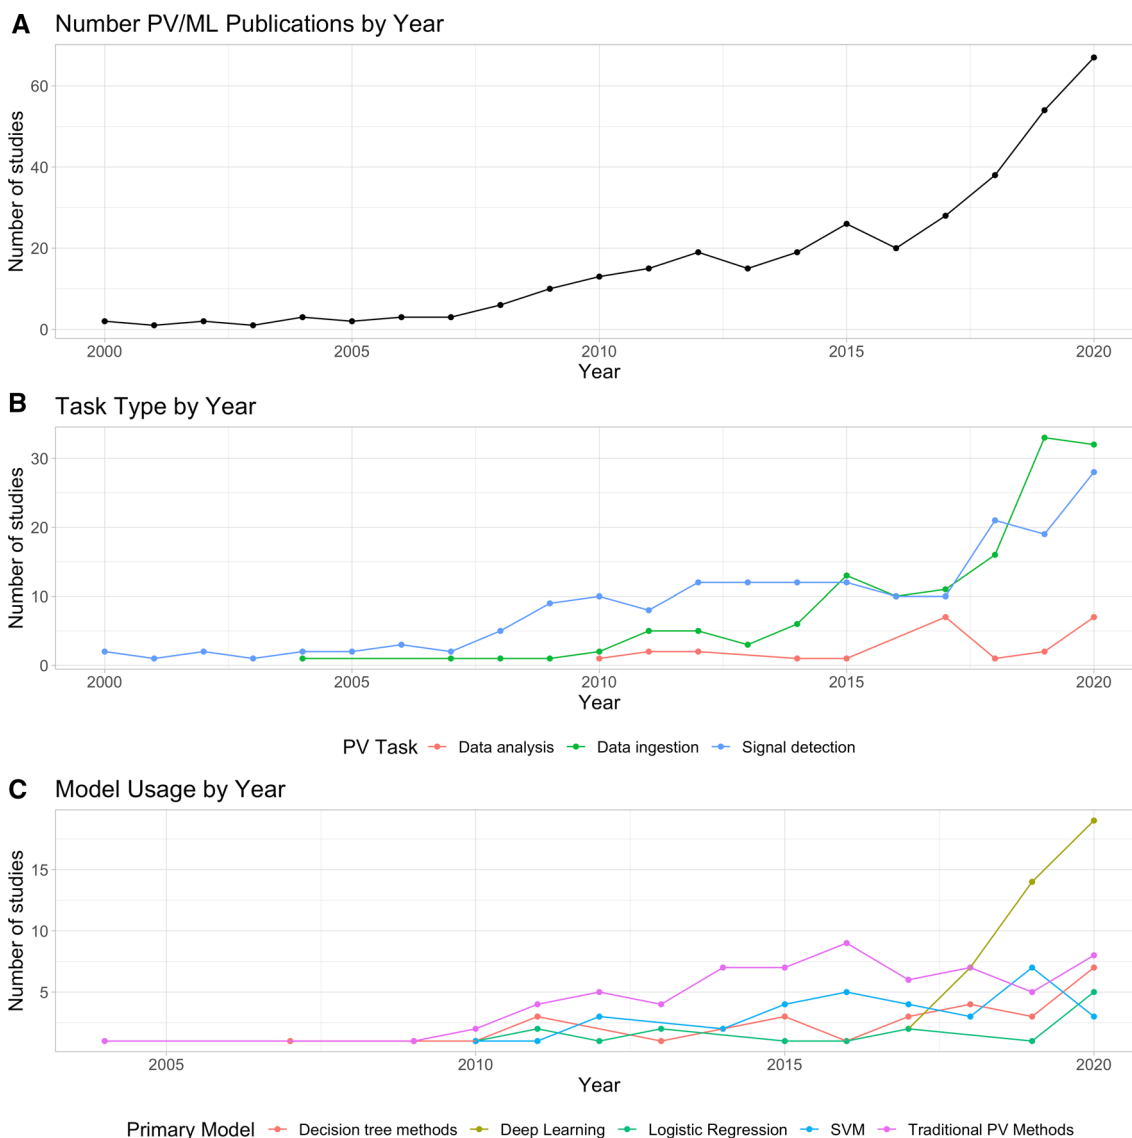 A Number PV/ML Publications by Year
Number of studies
60
40
20
0
2000 2005 2010 2015 2020
Year
B Task Type by Year
Number of studies
30
20
10
0
2000 2005 2010 2015 2020
Year
PV Task Data analysis Data ingestion Signal detection
C Model Usage by Year
Number of studies
15
10
5
2005 2010 2015 2020
Year
Primary Model Decision tree methods Deep Learning Logistic Regression SVM Traditional PV Methods